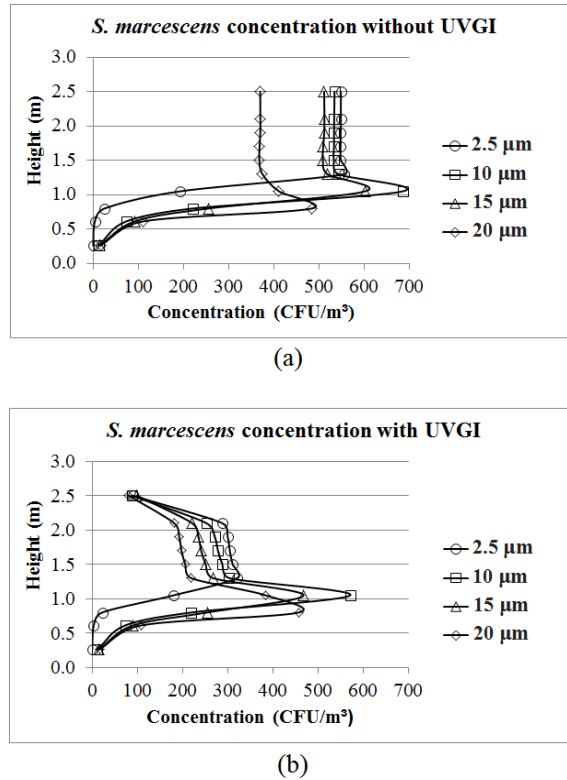 S. marcescens concentration without UVGI
3.0
2.5
2.0
1.5
1.0
0.5
0.0
Height (m)
0 100 200 300 400 500 600 700
Concentration (CFU/m³)
2.5 µm
10 µm
15 µm
20 µm
(a)
S. marcescens concentration with UVGI
3.0
2.5
2.0
1.5
1.0
0.5
0.0
Height (m)
0 100 200 300 400 500 600 700
Concentration (CFU/m³)
2.5 µm
10 µm
15 µm
20 µm
(b)